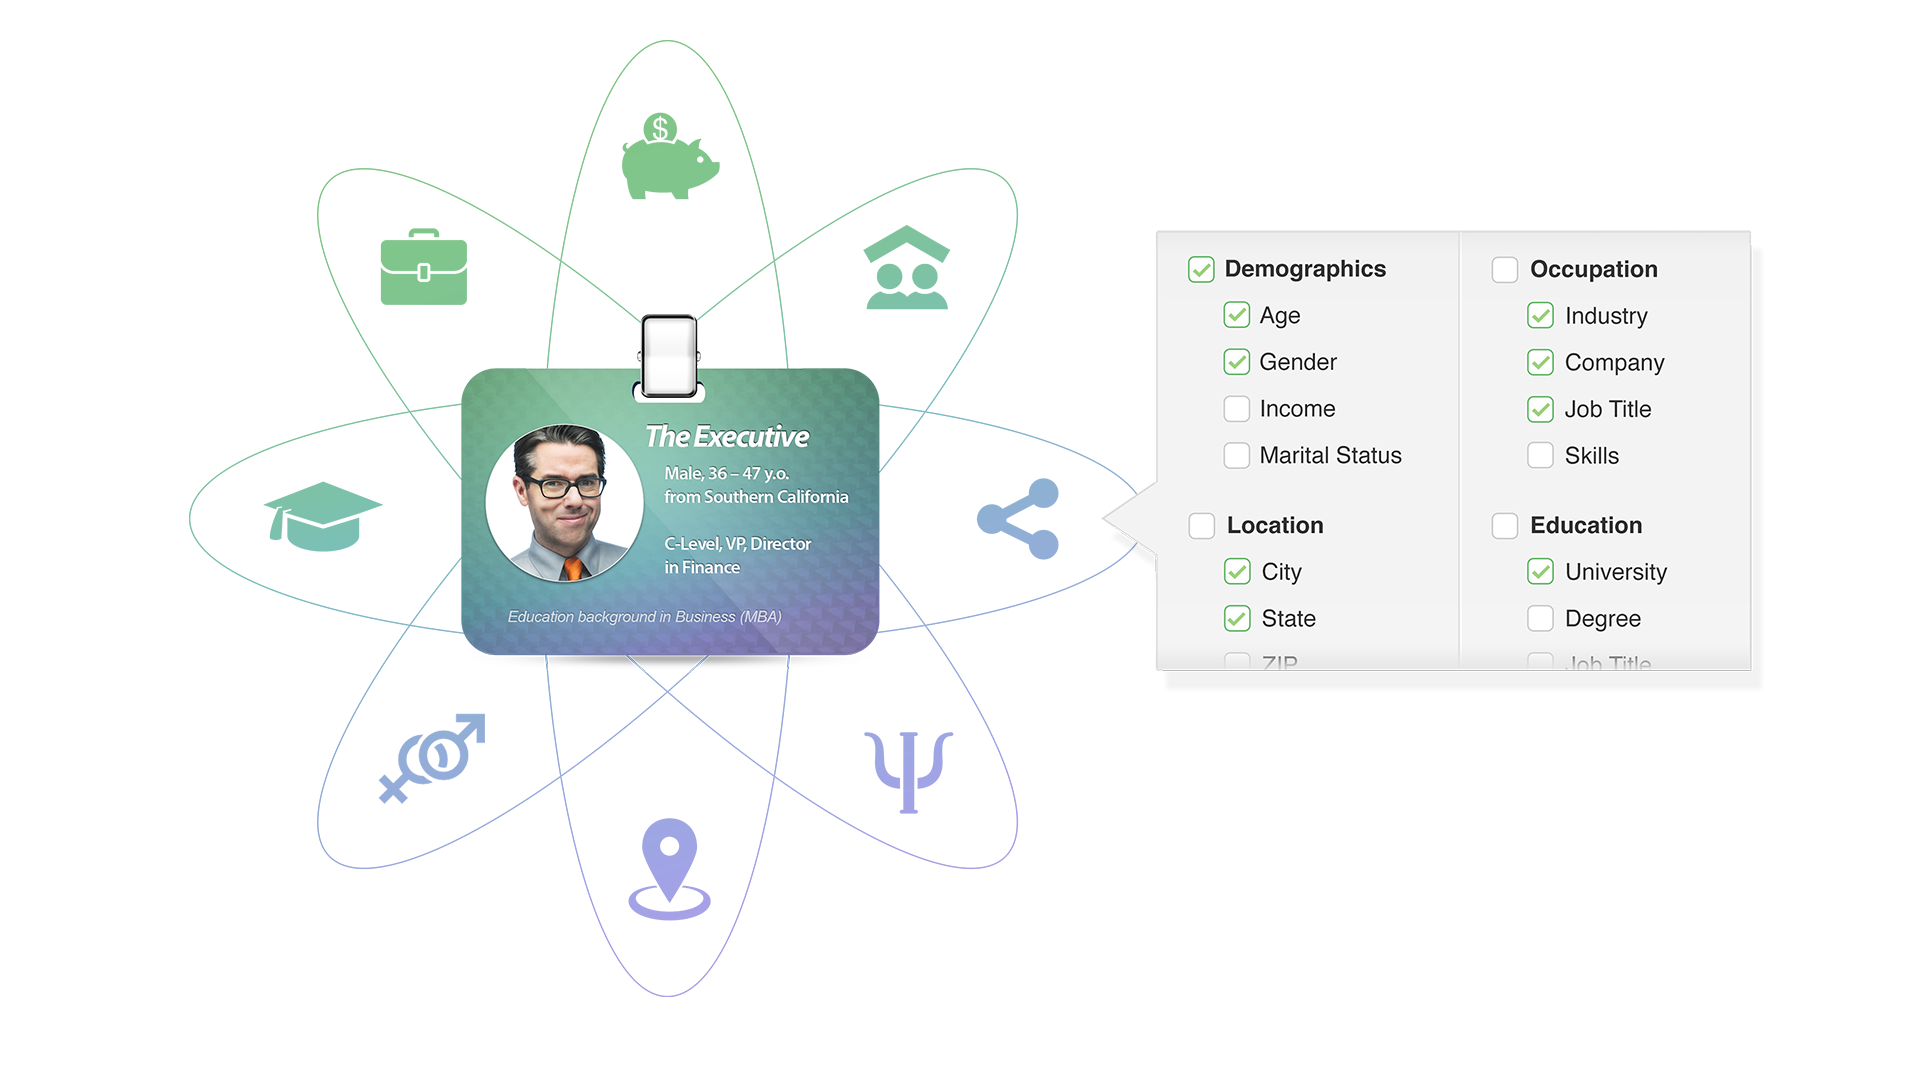 $
The Executive
Male, 36 – 47 y.o.
from Southern California
C-Level, VP, Director
in Finance
Education background in Business (MBA)
Demographics
Age
Gender
Income
Marital Status
Location
City
State
ZIP
Occupation
Industry
Company
Job Title
Skills
Education
University
Degree
Job Title